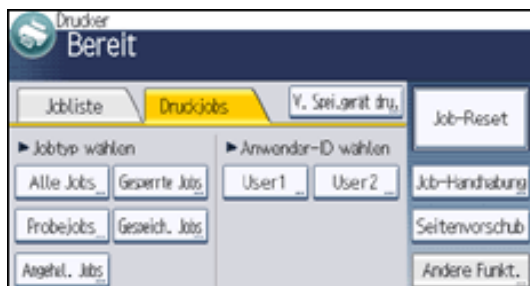 Drucker
Bereit
Jobliste
Druckjobs
V. Spei.gerät dru.
Job-Reset
►Jobtyp wählen
►Anwender-ID wählen
Alle Jobs
Gesperrte Jobs
User1
User2
Job-Handhabung
Probejobs
Gespeich. Jobs
Seitenvorschub
Angehal. Jobs
Andere Funkt.